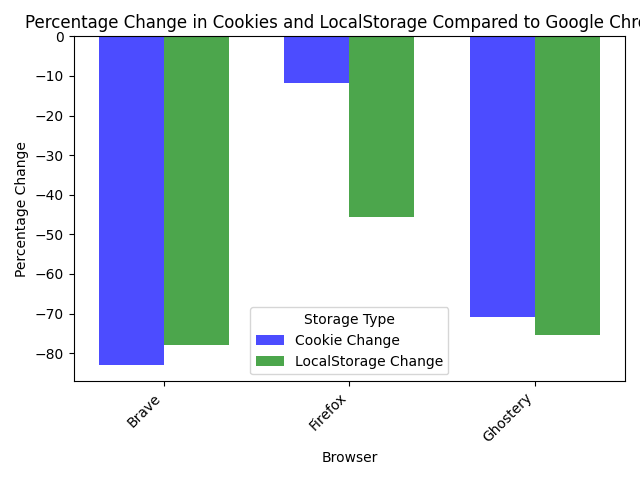 Percentage Change in Cookies and LocalStorage Compared to Google Chro
0
−10
−20
−30
−40
−50
−60
−70
−80
Percentage Change
Storage Type
Cookie Change
LocalStorage Change
Brave
Firefox
Ghostery
Browser